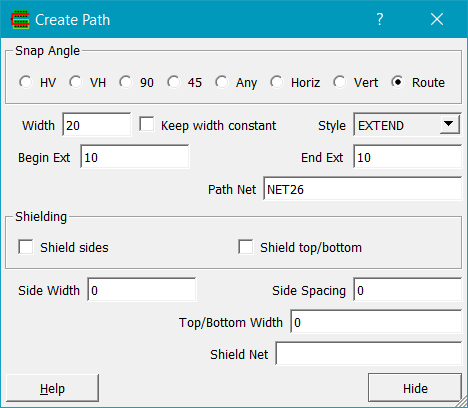 Create Path
?
Snap Angle
HV VH 90 45 Any Horiz Vert Route
Width 20 Keep width constant Style EXTEND
Begin Ext 10 End Ext 10
Path Net NET26
Shielding
Shield sides Shield top/bottom
Side Width 0 Side Spacing 0
Top/Bottom Width 0
Shield Net
Help Hide